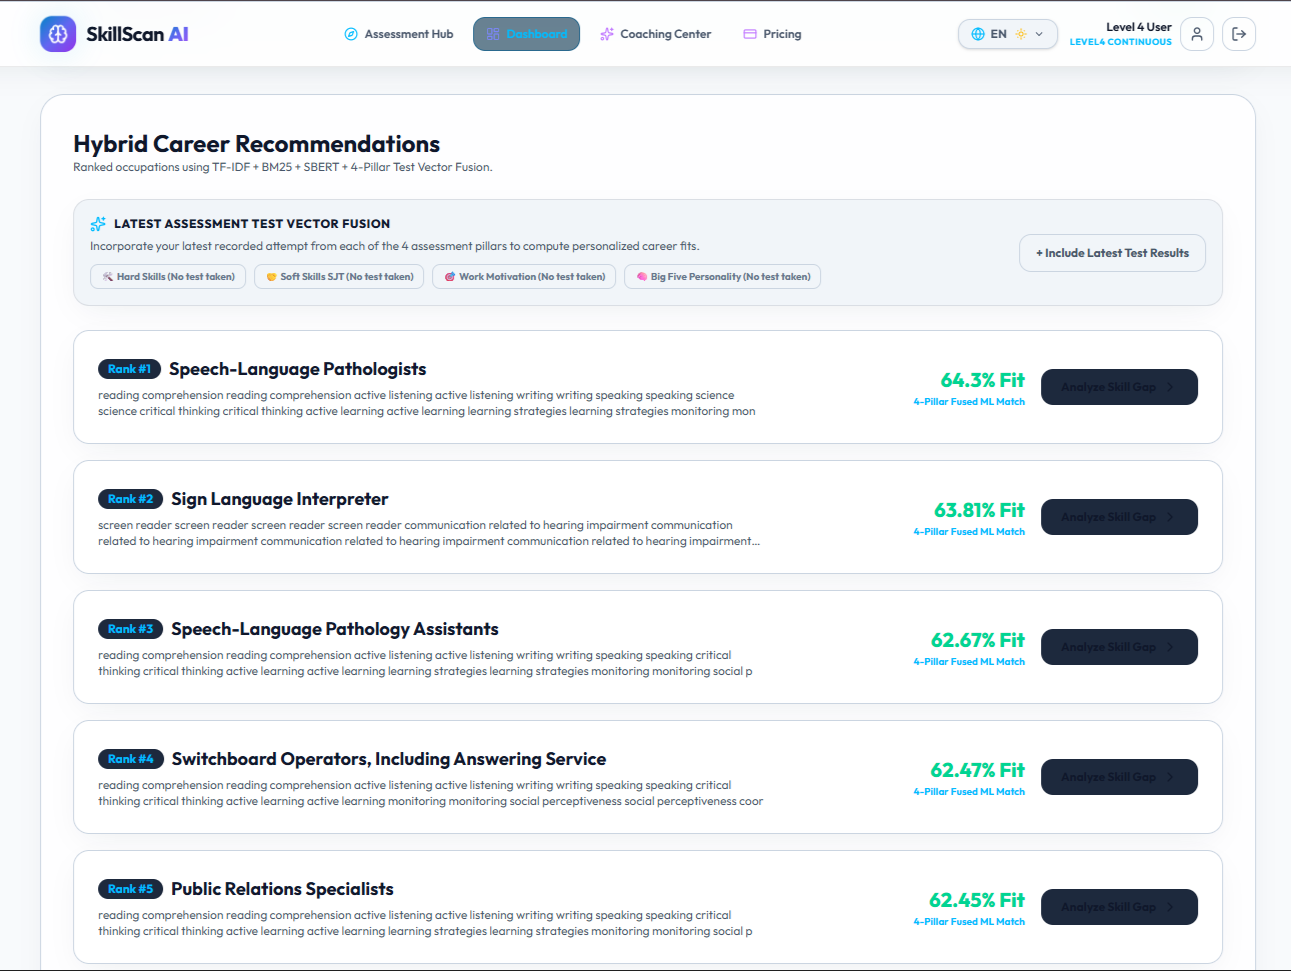 SkillScan AI
Assessment Hub
Dashboard
Coaching Center
Pricing
EN
Level 4 User
LEVEL4 CONTINUOUS
Hybrid Career Recommendations
Ranked occupations using TF-IDF + BM25 + SBERT + 4-Pillar Test Vector Fusion.
LATEST ASSESSMENT TEST VECTOR FUSION
Incorporate your latest recorded attempt from each of the 4 assessment pillars to compute personalized career fits.
Hard Skills (No test taken)
Soft Skills SJT (No test taken)
Work Motivation (No test taken)
Big Five Personality (No test taken)
+ Include Latest Test Results
Rank #1 Speech-Language Pathologists
reading comprehension reading comprehension active listening active listening writing writing speaking speaking science
science critical thinking critical thinking active learning active learning learning strategies learning strategies monitoring mon
64.3% Fit
4-Pillar Fused ML Match
Analyze Skill Gap
Rank #2 Sign Language Interpreter
screen reader screen reader screen reader screen reader communication related to hearing impairment communication
related to hearing impairment communication related to hearing impairment communication related to hearing impairment...
63.81% Fit
4-Pillar Fused ML Match
Analyze Skill Gap
Rank #3 Speech-Language Pathology Assistants
reading comprehension reading comprehension active listening active listening writing writing speaking speaking critical
thinking critical thinking active learning active learning learning strategies learning strategies monitoring monitoring social p
62.67% Fit
4-Pillar Fused ML Match
Analyze Skill Gap
Rank #4 Switchboard Operators, Including Answering Service
reading comprehension reading comprehension active listening active listening writing writing speaking speaking critical
thinking critical thinking active learning active learning monitoring monitoring social perceptiveness social perceptiveness coor
62.47% Fit
4-Pillar Fused ML Match
Analyze Skill Gap
Rank #5 Public Relations Specialists
reading comprehension reading comprehension active listening active listening writing writing speaking speaking critical
thinking critical thinking active learning active learning learning strategies learning strategies monitoring monitoring social p
62.45% Fit
4-Pillar Fused ML Match
Analyze Skill Gap